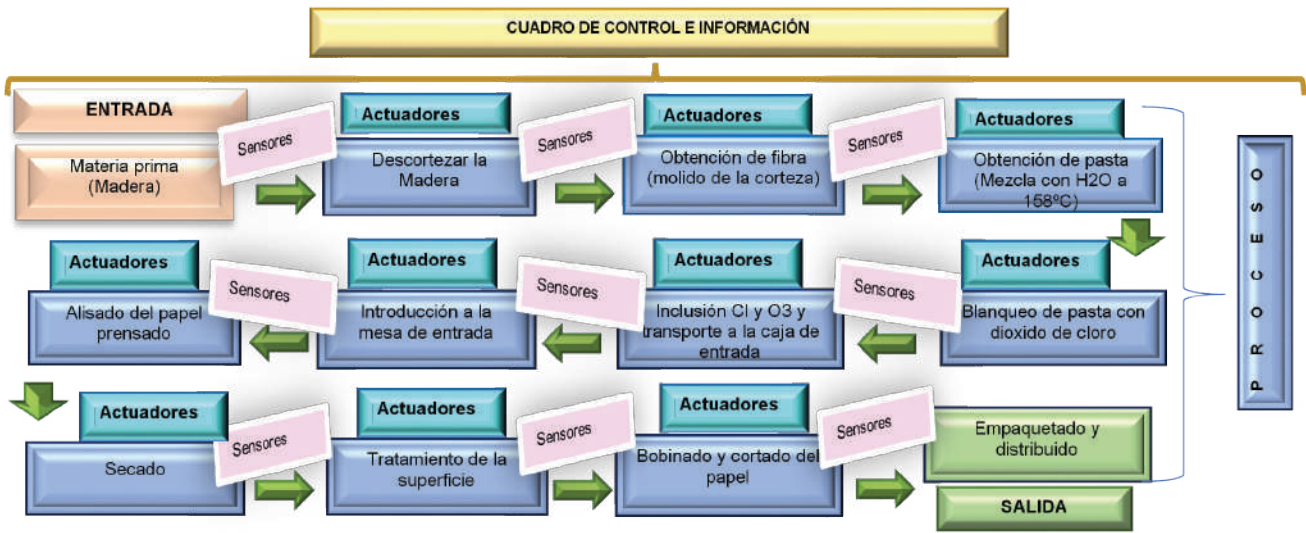 CUADRO DE CONTROL E INFORMACIÓN
ENTRADA
Materia prima
(Madera)
Sensores
Actuadores
Descortezar la
Madera
Sensores
Actuadores
Obtención de fibra
(molido de la corteza)
Sensores
Actuadores
Obtención de pasta
(Mezcla con H2O a
158ºC)
PROCESO
Actuadores
Alisado del papel
prensado
Sensores
Actuadores
Introducción a la
mesa de entrada
Sensores
Actuadores
Inclusión Cl y O3 y
transporte a la caja de
entrada
Sensores
Actuadores
Blanqueo de pasta con
dioxido de cloro
Actuadores
Secado
Sensores
Actuadores
Tratamiento de la
superficie
Sensores
Actuadores
Bobinado y cortado del
papel
Sensores
Empaquetado y
distribuido
SALIDA